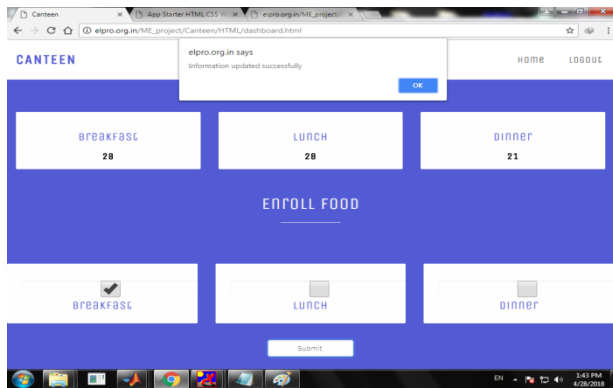 Canteen
App Starter HTML CSS
elpro.org.in/ME_project/
elpro.org.in/ME_project/Canteen/HTML/dashboard.html
elpro.org.in says
Information updated successfully
OK
CANTEEN
Home
Logout
Breakfast
28
Lunch
28
Dinner
21
Enroll Food
Breakfast
Lunch
Dinner
Submit
EN
1:43 PM
4/28/2018